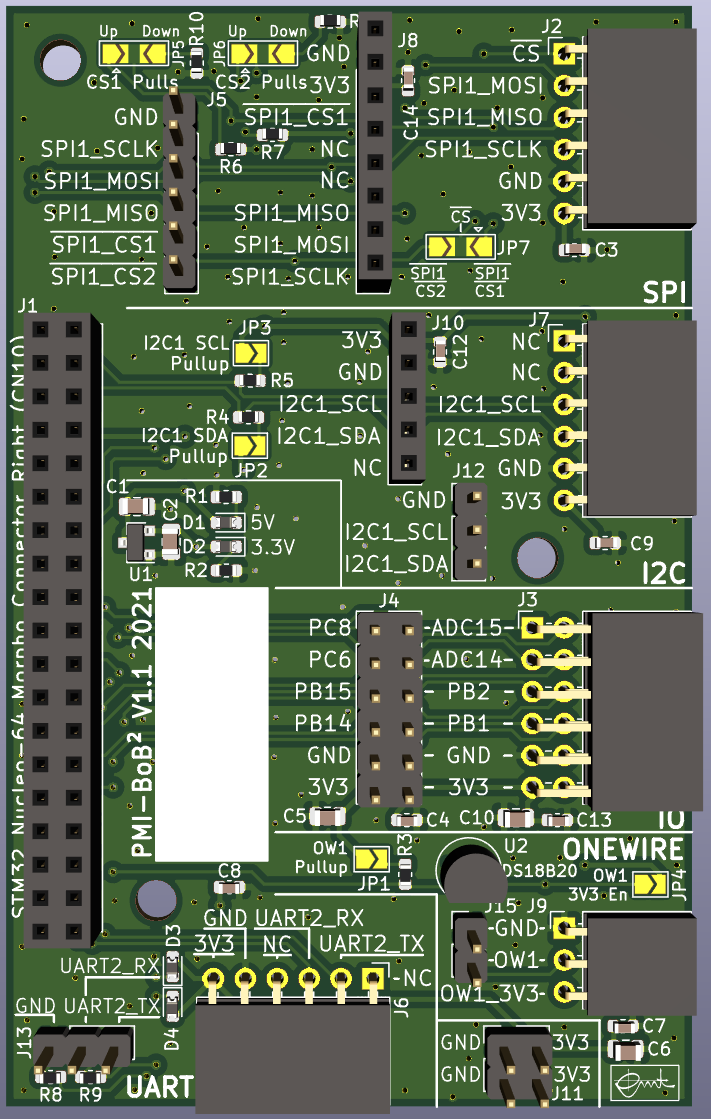 Up Down
JP5
CS1 Pulls
R10
Up Down
JP6
CS2 Pulls
R
J8
GND
3V3
SPI1_CS1
NC
NC
SPI1_MISO
SPI1_MOSI
SPI1_SCLK
C14
J2
CS
SPI1_MOSI
SPI1_MISO
SPI1_SCLK
GND
3V3
J5
GND
SPI1_SCLK
SPI1_MOSI
SPI1_MISO
SPI1_CS1
SPI1_CS2
R6
R7
CS
JP7
SPI1
CS2
SPI1
CS1
C3
SPI
J1
STM32 Nucleo-64 Morpho Connector Right (CN10)
I2C1 SCL
Pullup
JP3
R5
R4
I2C1 SDA
Pullup
JP2
3V3
GND
I2C1_SCL
I2C1_SDA
NC
J10
C12
J7
NC
NC
I2C1_SCL
I2C1_SDA
GND
3V3
J12
GND
I2C1_SCL
I2C1_SDA
C9
I2C
C1
C2
U1
R1
D1
5V
D2
3.3V
R2
PMI-BoB² V1.1 2021
J4
J3
PC8 -ADC15-
PC6 -ADC14-
PB15 - PB2 -
PB14 - PB1 -
GND - GND -
3V3 - 3V3 -
C5
C4
C10
C13
IO
ONEWIRE
OW1
Pullup
JP1
R3
U2
DS18B20
OW1
3V3 En
JP4
C8
J15
J9
-GND-
-OW1-
OW1_3V3-
GND
UART2_RX
3V3
NC
UART2_TX
-NC
J6
D3
UART2_RX
UART2_TX
D4
GND
J13
R8
R9
UART
C7
C6
GND 3V3
GND 3V3
J11